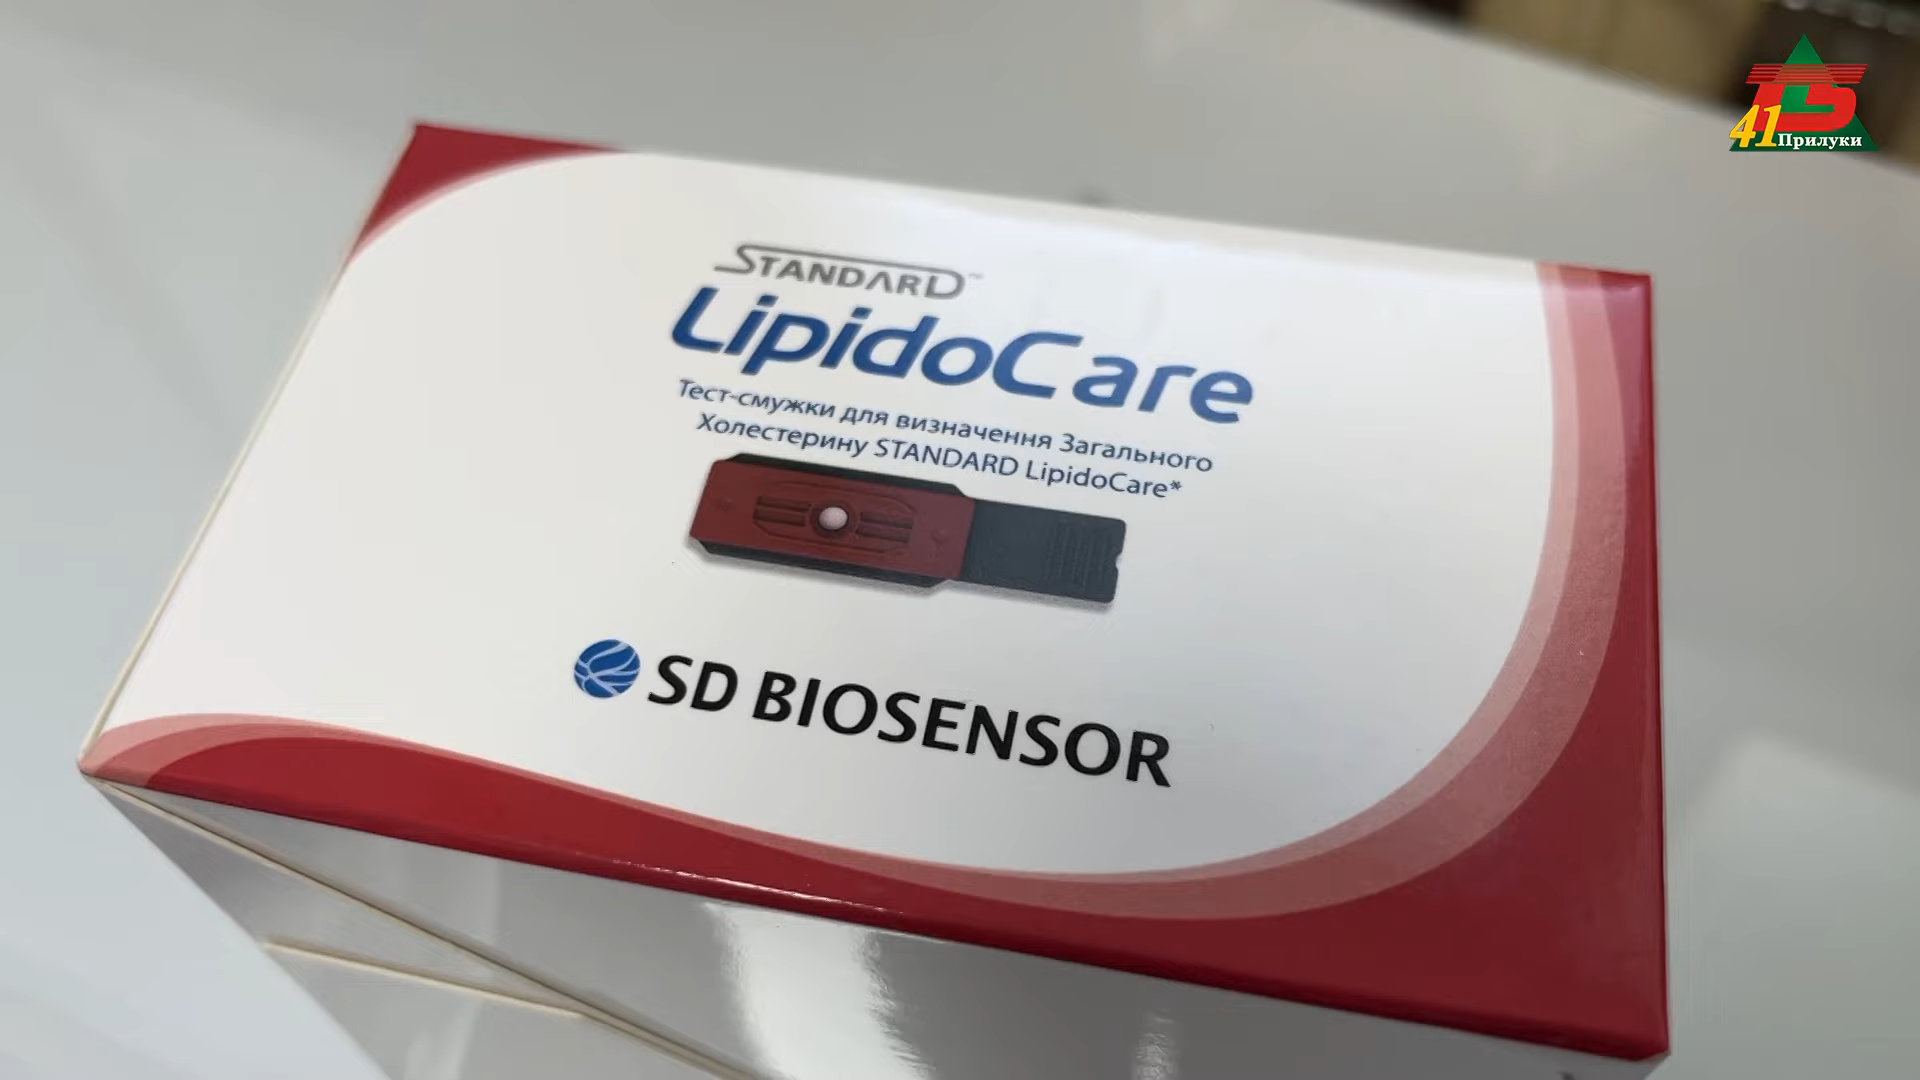 STANDARD™
LipidoCare
Тест-смужки для визначення Загального
Холестерину STANDARD LipidoCare*
SD BIOSENSOR
41 Прилуки